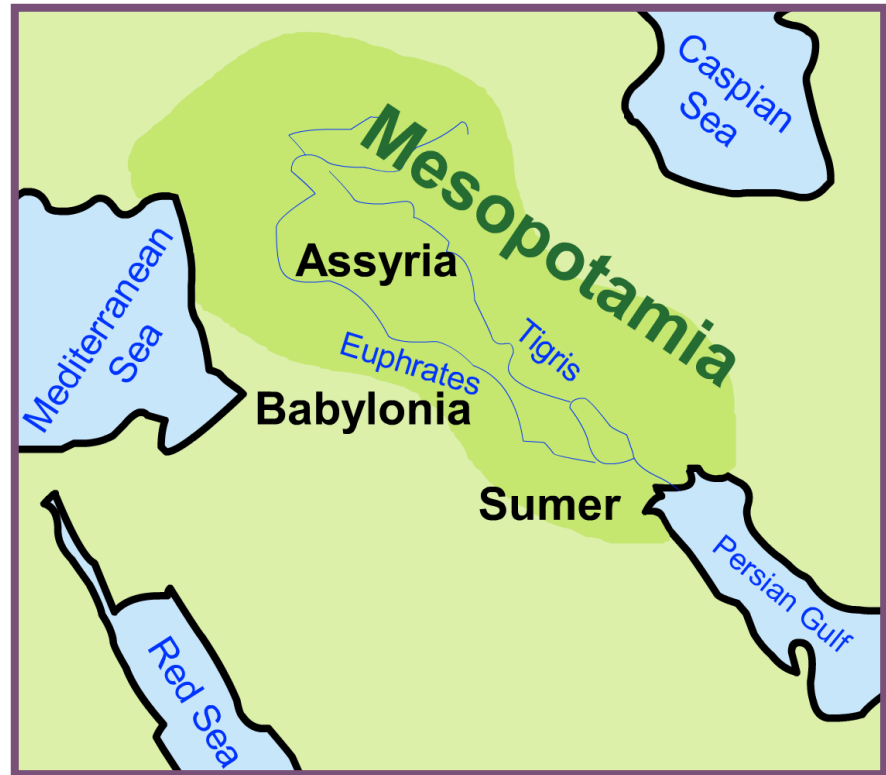 Caspian
Sea
Mesopotamia
Mediterranean
Sea
Assyria
Tigris
Euphrates
Babylonia
Sumer
Persian Gulf
Red Sea